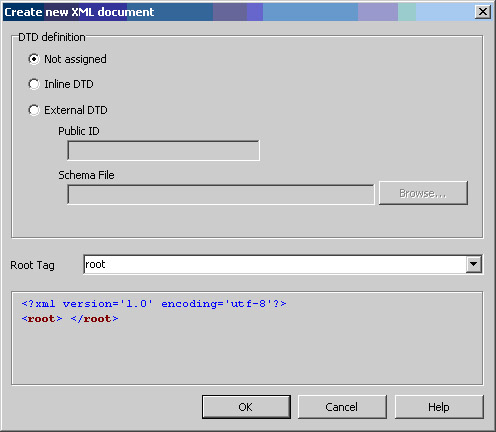 Create new XML document
DTD definition
Not assigned
Inline DTD
External DTD
Public ID
Schema File
Browse...
Root Tag
root
<?xml version='1.0' encoding='utf-8'?>
<root> </root>
OK
Cancel
Help